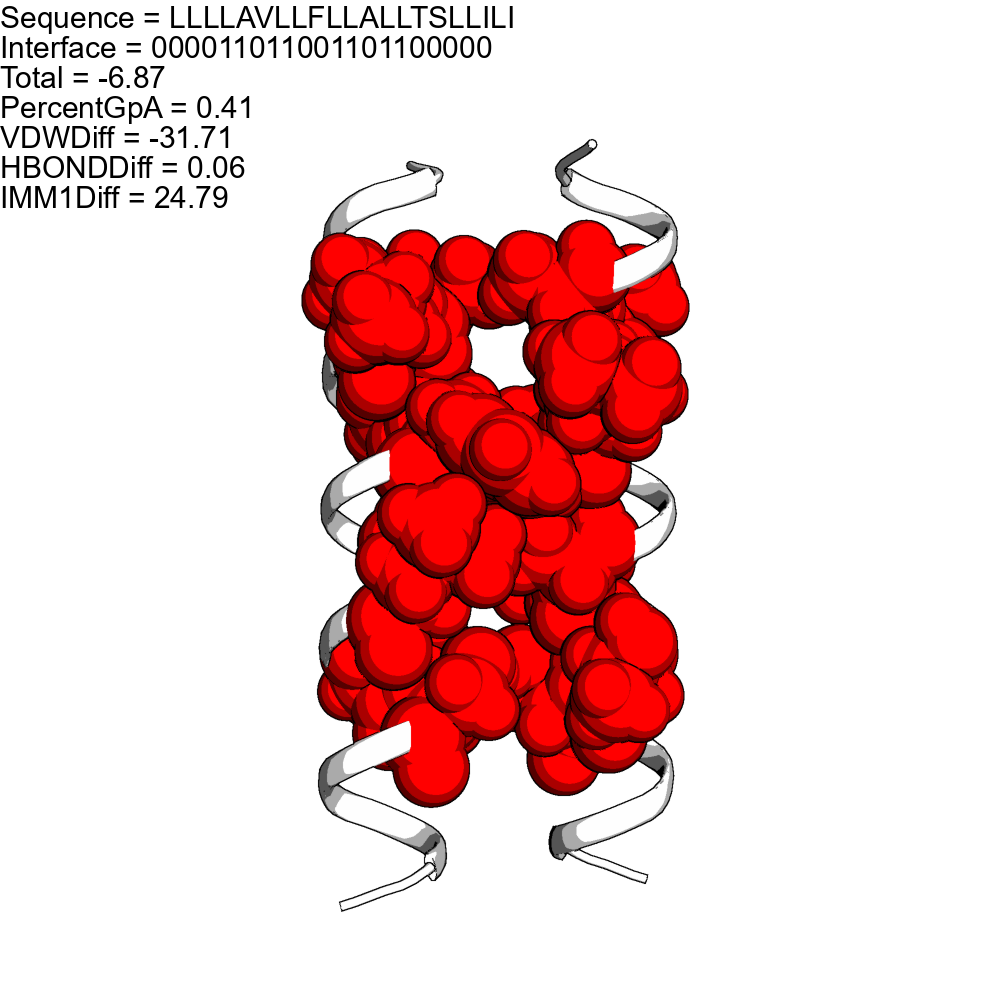 Sequence = LLLLAVLLFLLALLTSLLILI
Interface = 000011011001101100000
Total = -6.87
PercentGpA = 0.41
VDWDiff = -31.71
HBONDDiff = 0.06
IMM1Diff = 24.79